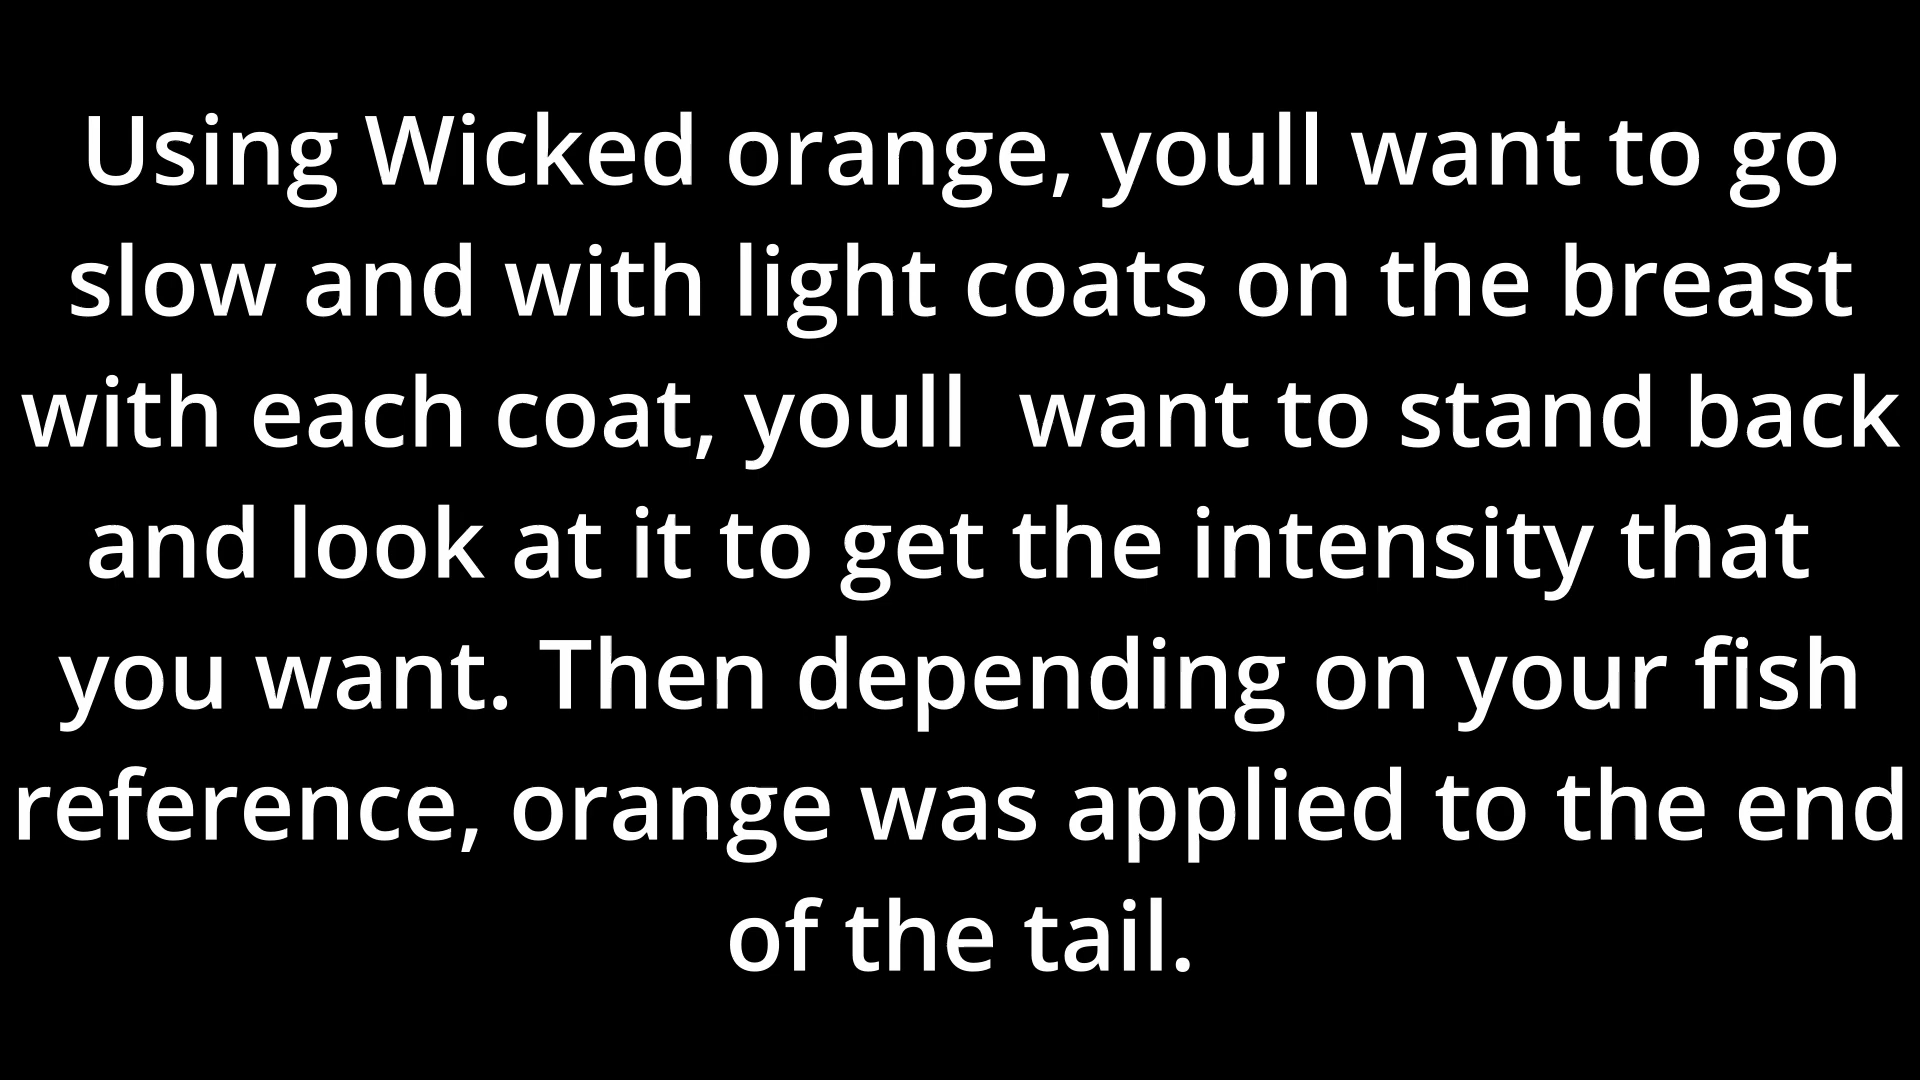 Using Wicked orange, youll want to go
slow and with light coats on the breast
with each coat, youll  want to stand back
and look at it to get the intensity that
you want. Then depending on your fish
reference, orange was applied to the end
of the tail.